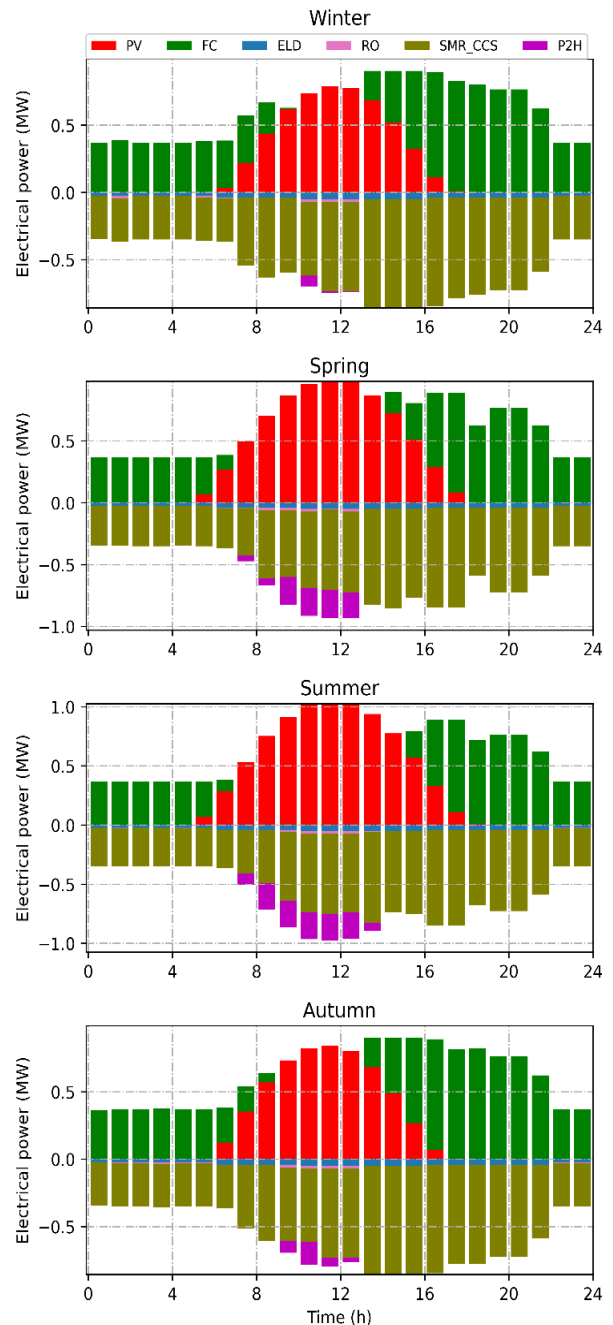 Winter
PV FC ELD RO SMR_CCS P2H
Electrical power (MW)
0.5
0.0
−0.5
0 4 8 12 16 20 24
Spring
Electrical power (MW)
0.5
0.0
−0.5
−1.0
0 4 8 12 16 20 24
Summer
Electrical power (MW)
1.0
0.5
0.0
−0.5
−1.0
0 4 8 12 16 20 24
Autumn
Electrical power (MW)
0.5
0.0
−0.5
0 4 8 12 16 20 24
Time (h)